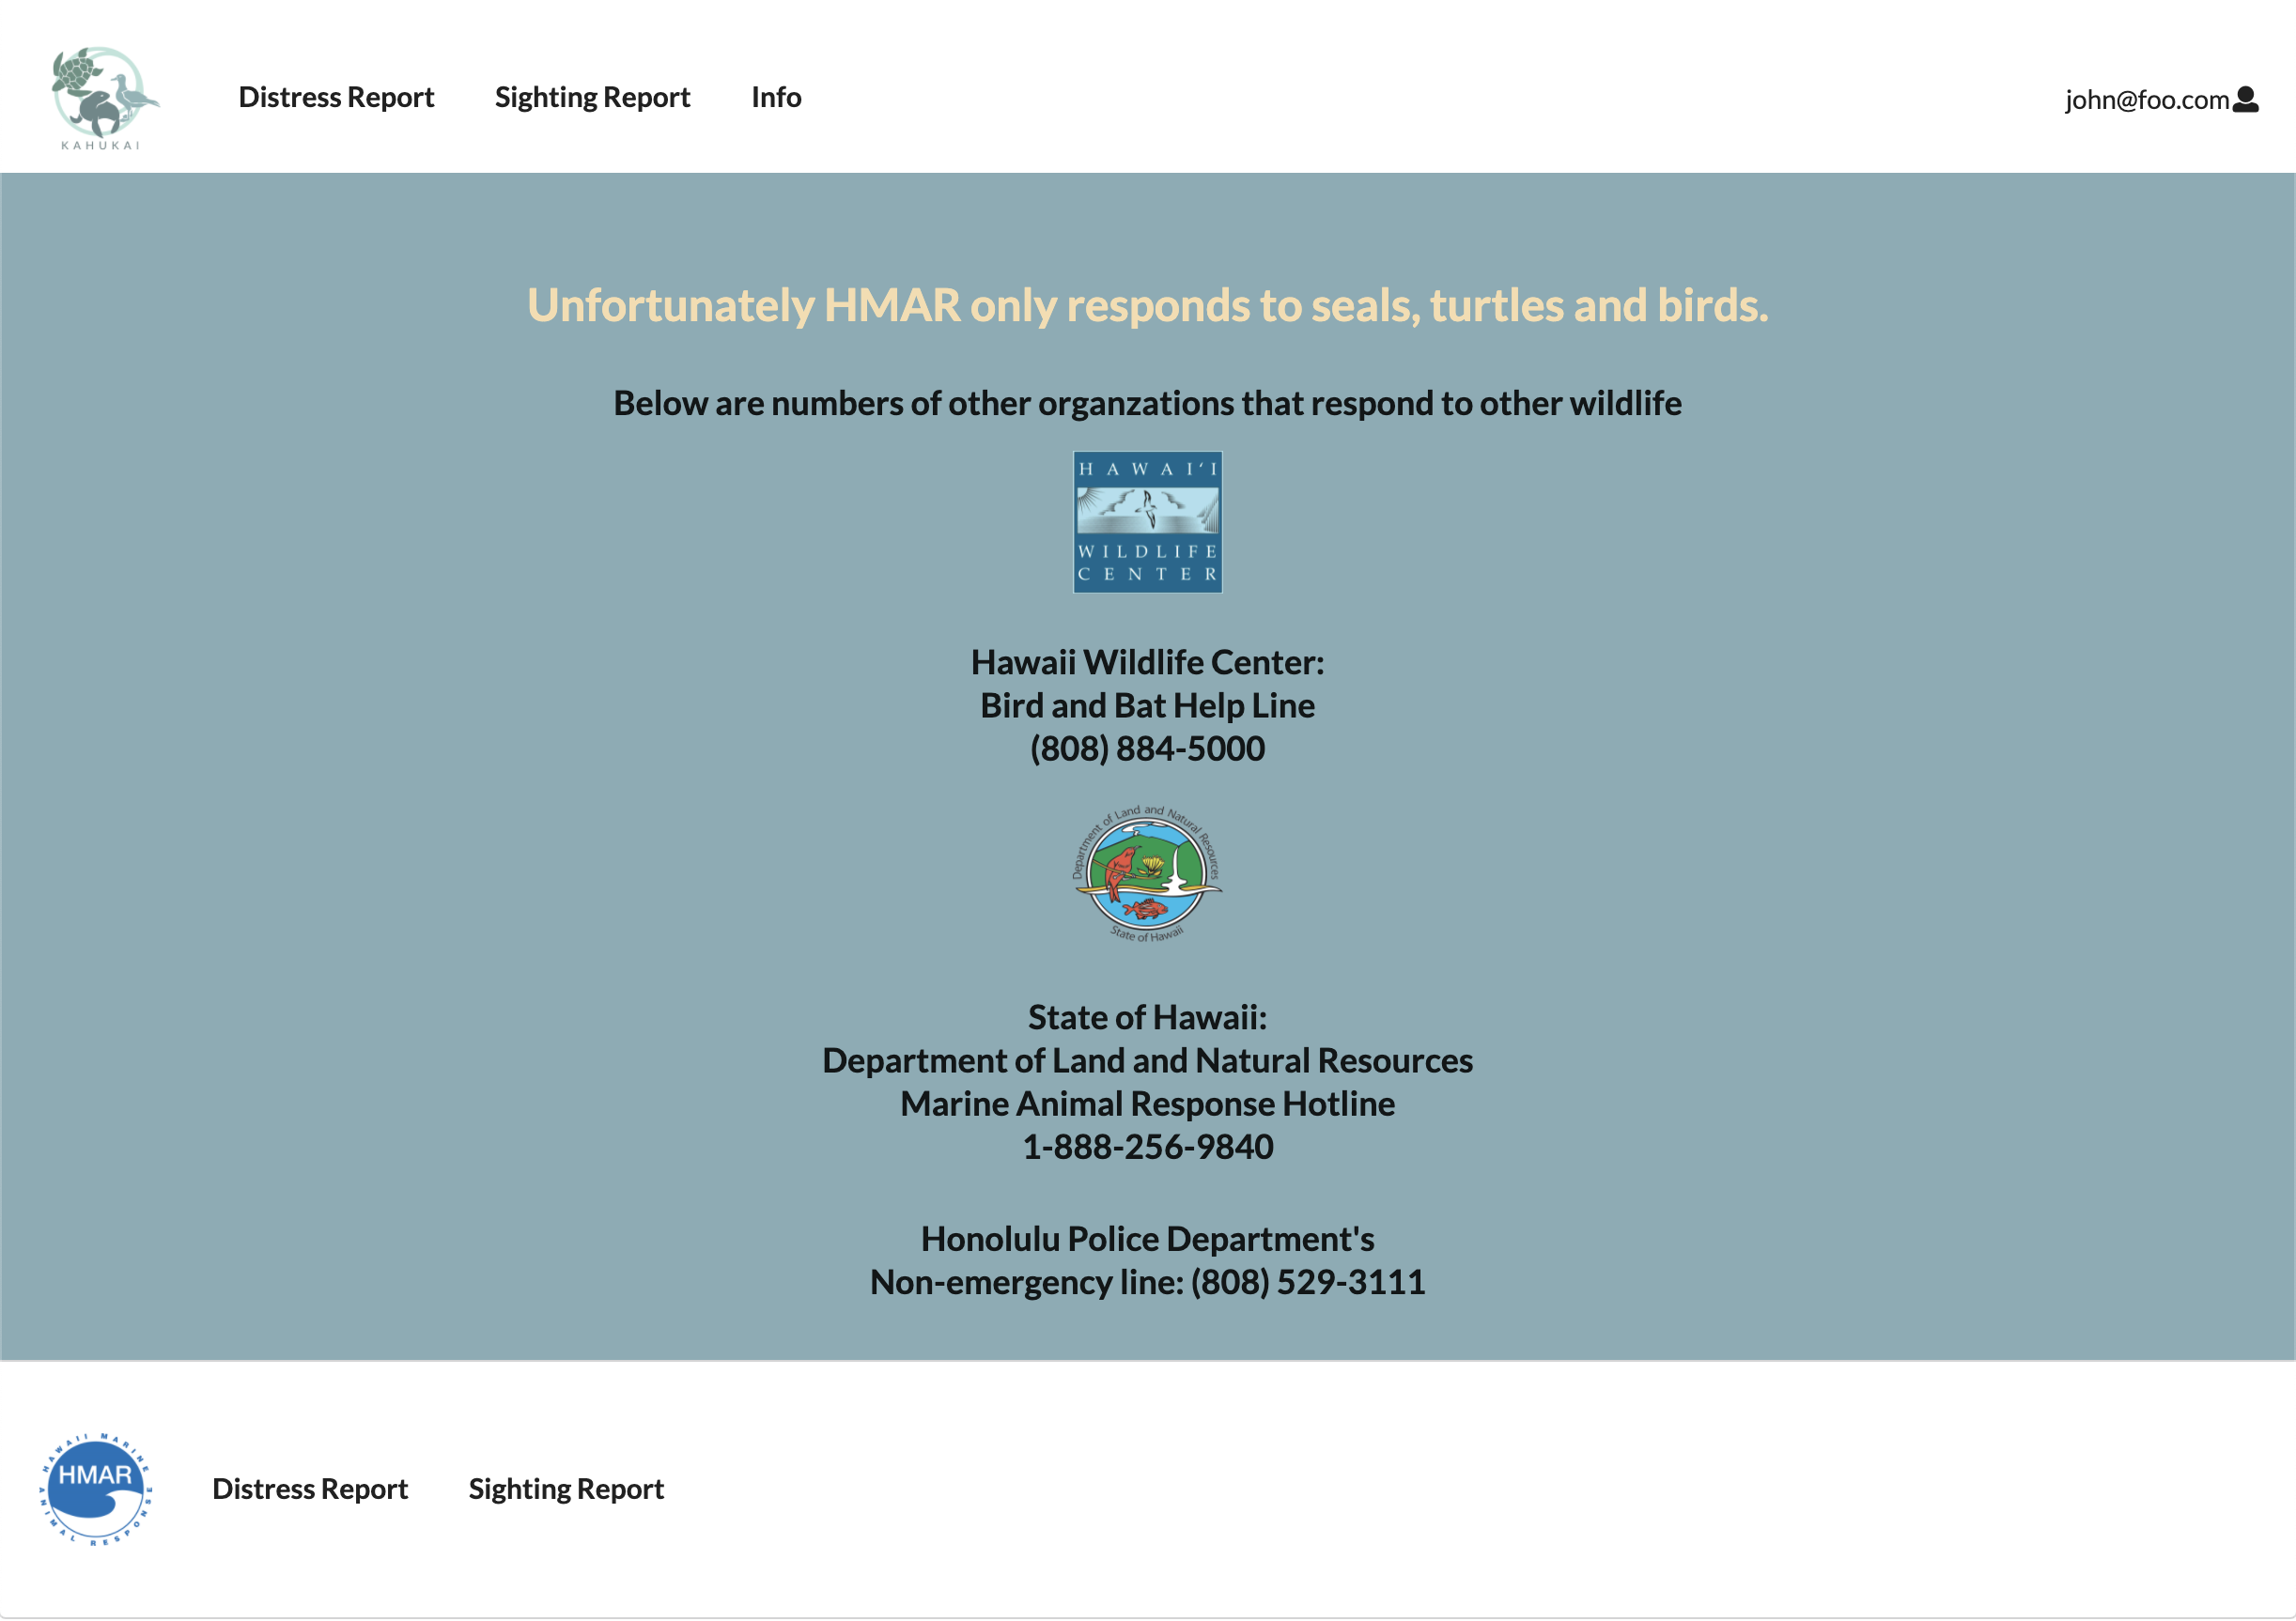 KAHUKAI
Distress Report
Sighting Report
Info
john@foo.com
Unfortunately HMAR only responds to seals, turtles and birds.
Below are numbers of other organzations that respond to other wildlife
HAWAI‘I
WILDLIFE
CENTER
Hawaii Wildlife Center:
Bird and Bat Help Line
(808) 884-5000
Department of Land and Natural Resources
State of Hawaii
State of Hawaii:
Department of Land and Natural Resources
Marine Animal Response Hotline
1-888-256-9840
Honolulu Police Department's
Non-emergency line: (808) 529-3111
HAWAII MARINE
HMAR
ANIMAL RESPONSE
Distress Report
Sighting Report